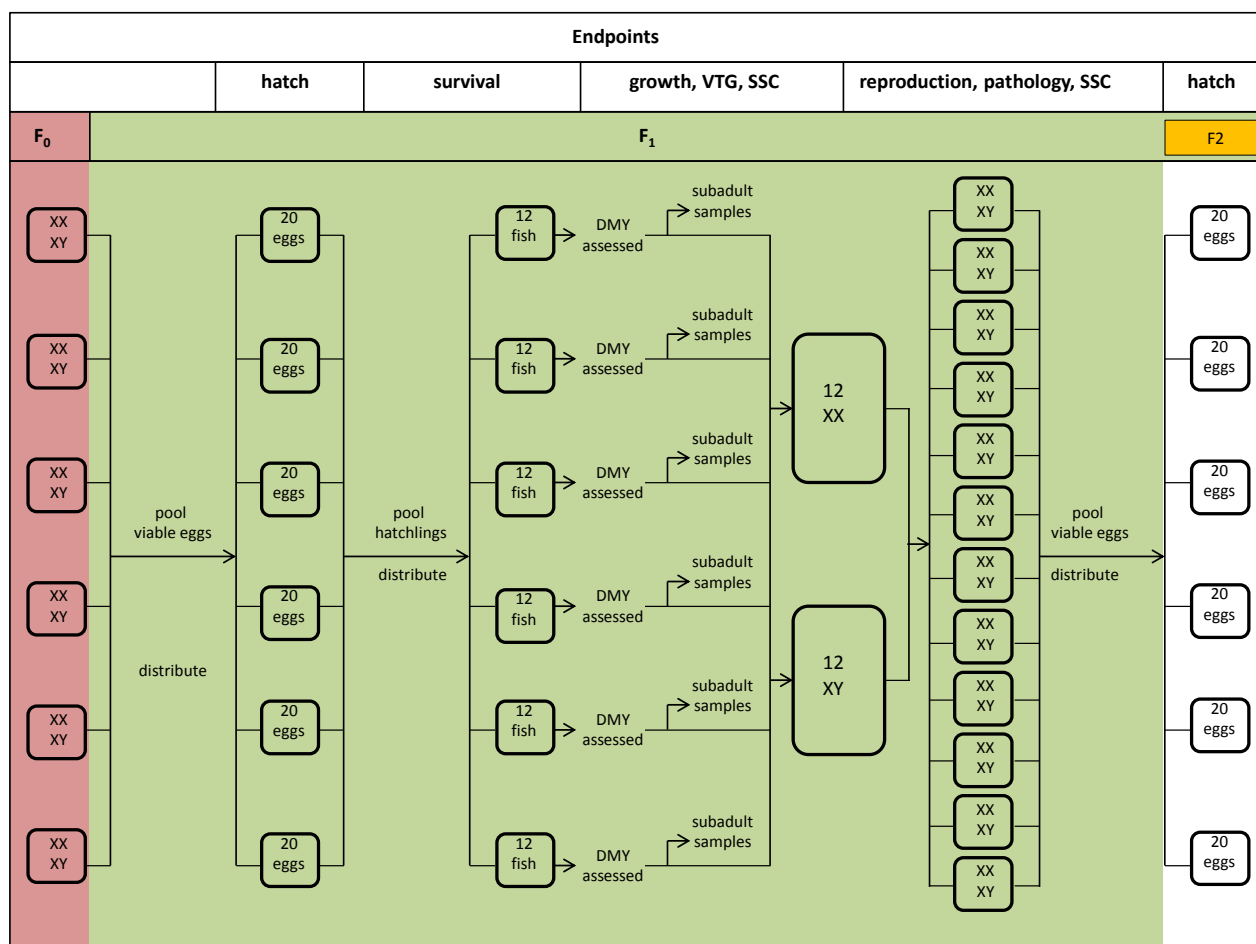 Endpoints
hatch
survival
growth, VTG, SSC
reproduction, pathology, SSC
hatch
F₀
F₁
F2
XX
XY
XX
XY
XX
XY
XX
XY
XX
XY
XX
XY
pool
viable eggs
distribute
20
eggs
20
eggs
20
eggs
20
eggs
20
eggs
20
eggs
pool
hatchlings
distribute
12
fish
12
fish
12
fish
12
fish
12
fish
12
fish
DMY
assessed
DMY
assessed
DMY
assessed
DMY
assessed
DMY
assessed
DMY
assessed
subadult
samples
subadult
samples
subadult
samples
subadult
samples
subadult
samples
subadult
samples
12
XX
12
XY
XX
XY
XX
XY
XX
XY
XX
XY
XX
XY
XX
XY
XX
XY
XX
XY
XX
XY
XX
XY
XX
XY
XX
XY
pool
viable eggs
distribute
20
eggs
20
eggs
20
eggs
20
eggs
20
eggs
20
eggs